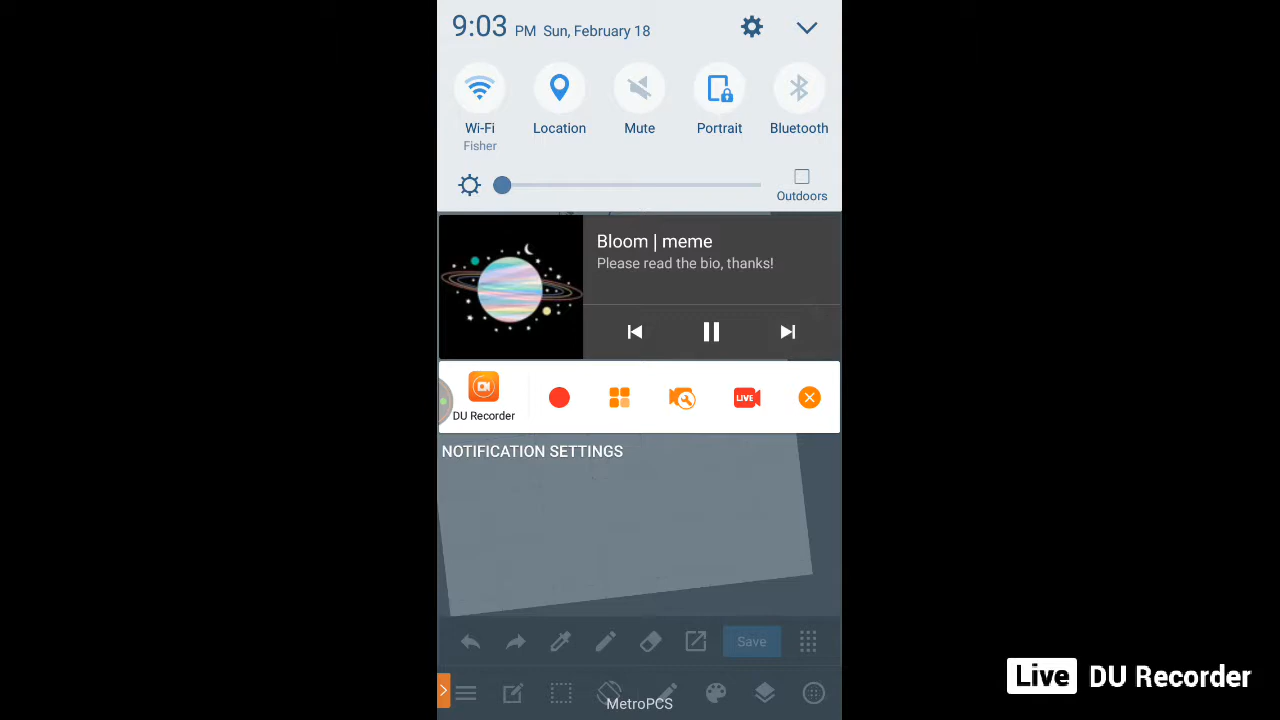 9:03 PM Sun, February 18
Wi-Fi Location Mute Portrait Bluetooth
Fisher
Outdoors
Bloom | meme
Please read the bio, thanks!
DU Recorder LIVE
NOTIFICATION SETTINGS
Save
MetroPCS
Live DU Recorder